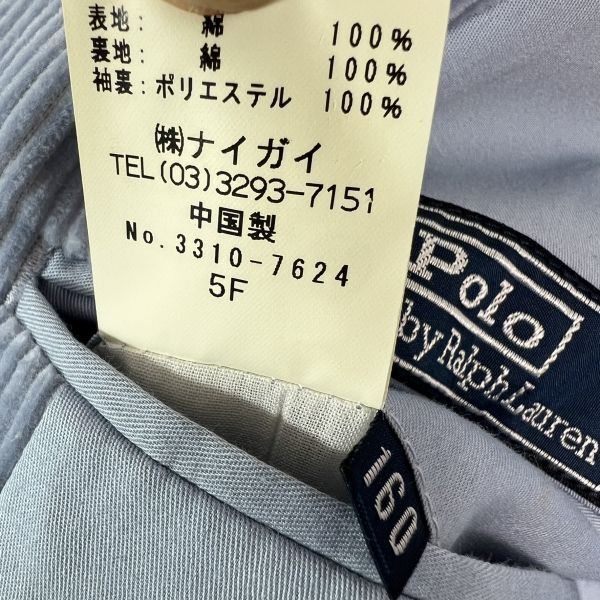 表地: 綿 100%
裏地: 綿 100%
袖裏: ポリエステル 100%
㈱ナイガイ
TEL(03)3293-7151
中国製
No.3310-7624
5F
Polo
by Ralph Lauren
160